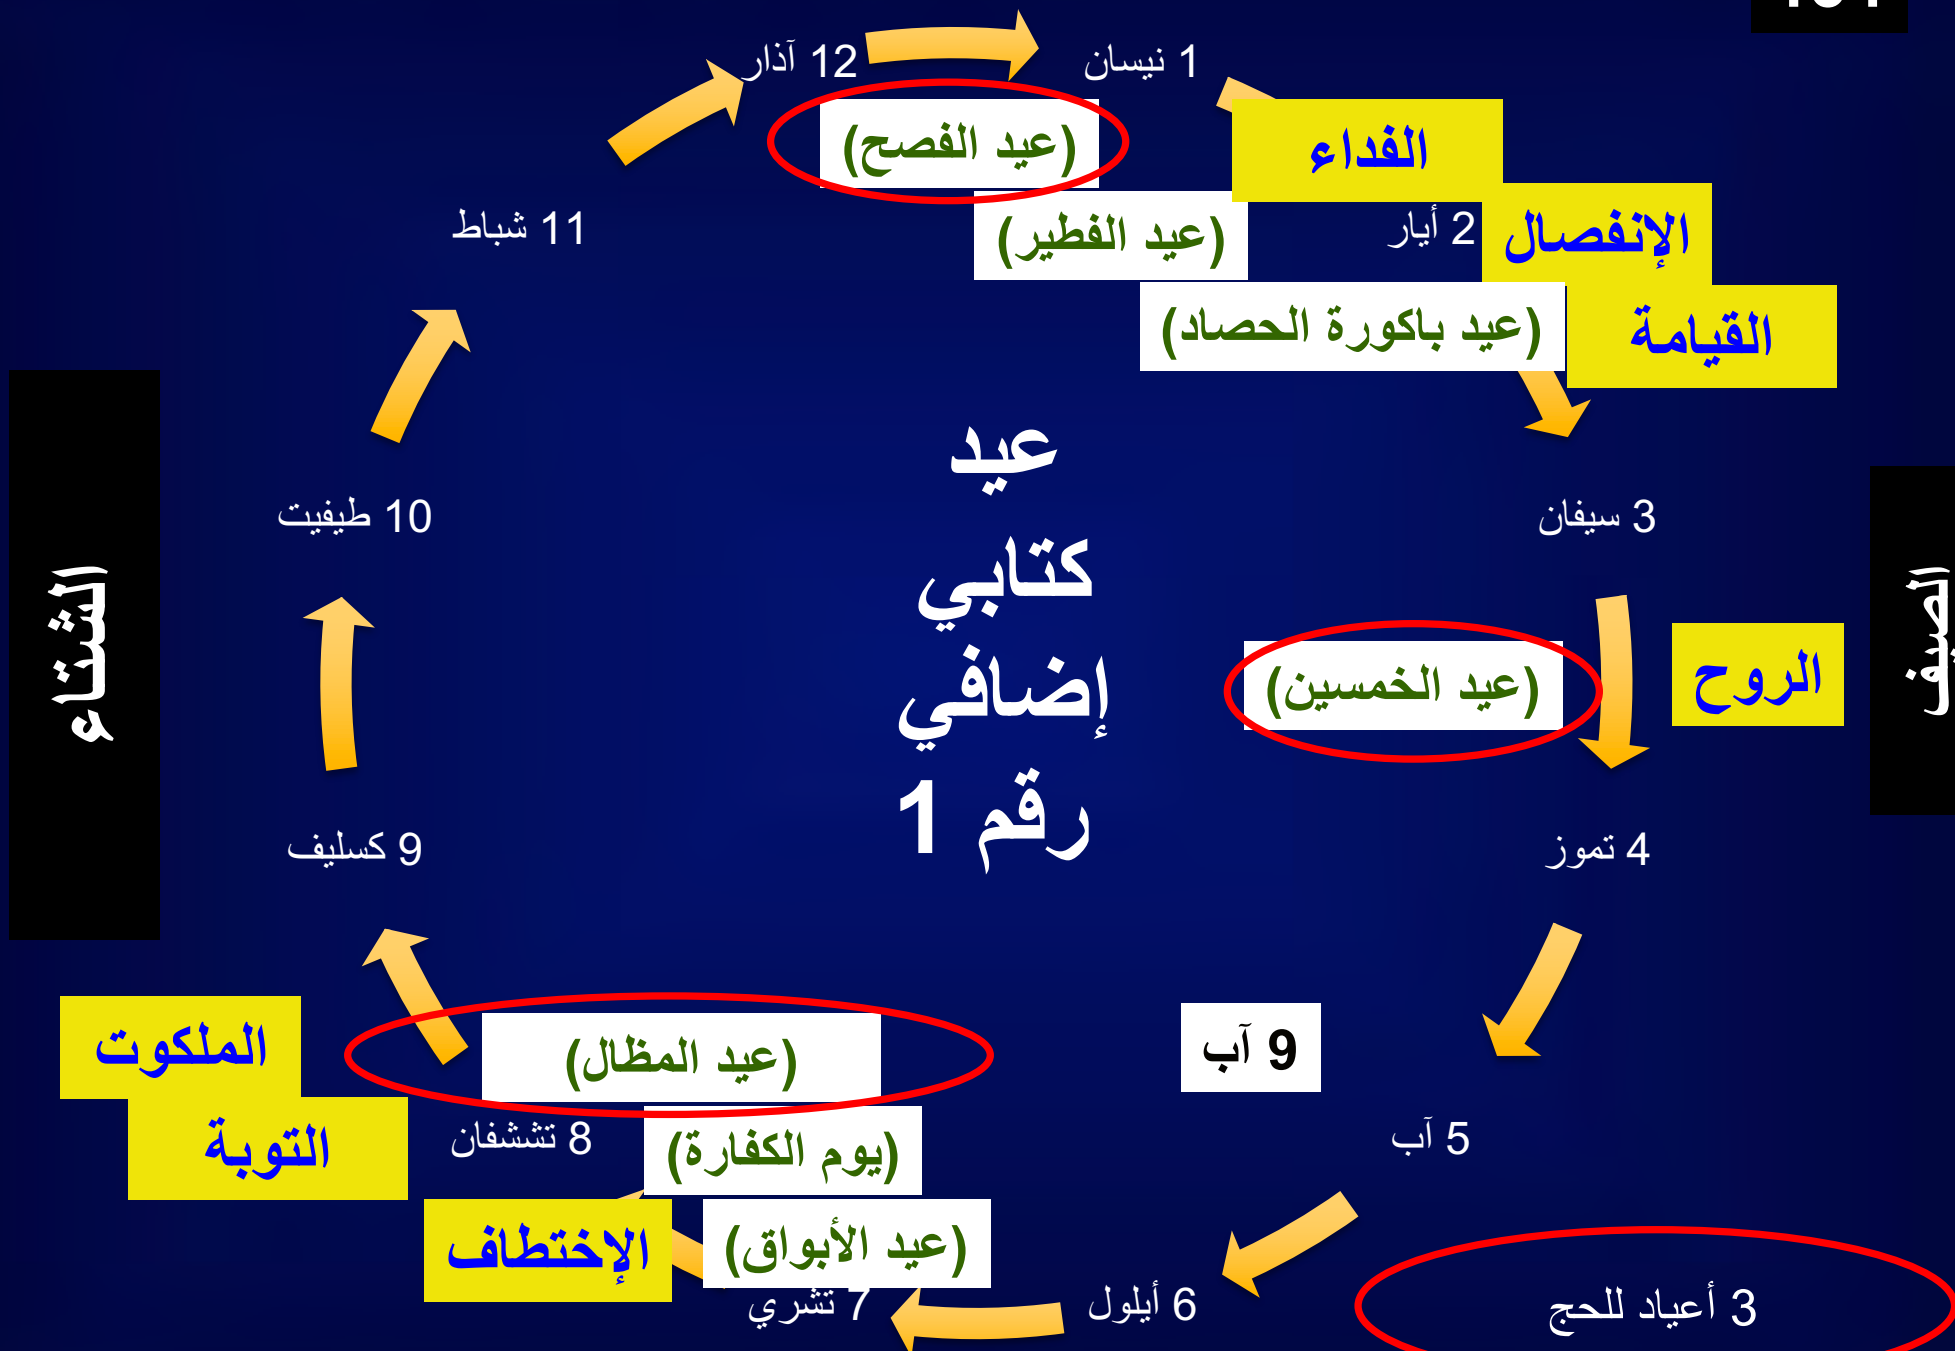 12 آذار
1 نيسان
(عيد الفصح)
الفداء
11 شباط
(عيد الفطير)
2 أيار
الإنفصال
(عيد باكورة الحصاد)
القيامة
عيد
كتابي
إضافي
رقم 1
10 طيفيت
3 سيفان
الشتاء
الصيف
(عيد الخمسين)
الروح
9 كسليف
4 تموز
(عيد المظال)
9 آب
الملكوت
التوبة
8 تششفان
(يوم الكفارة)
5 آب
الإختطاف
(عيد الأبواق)
7 تشري
6 أيلول
3 أعياد للحج